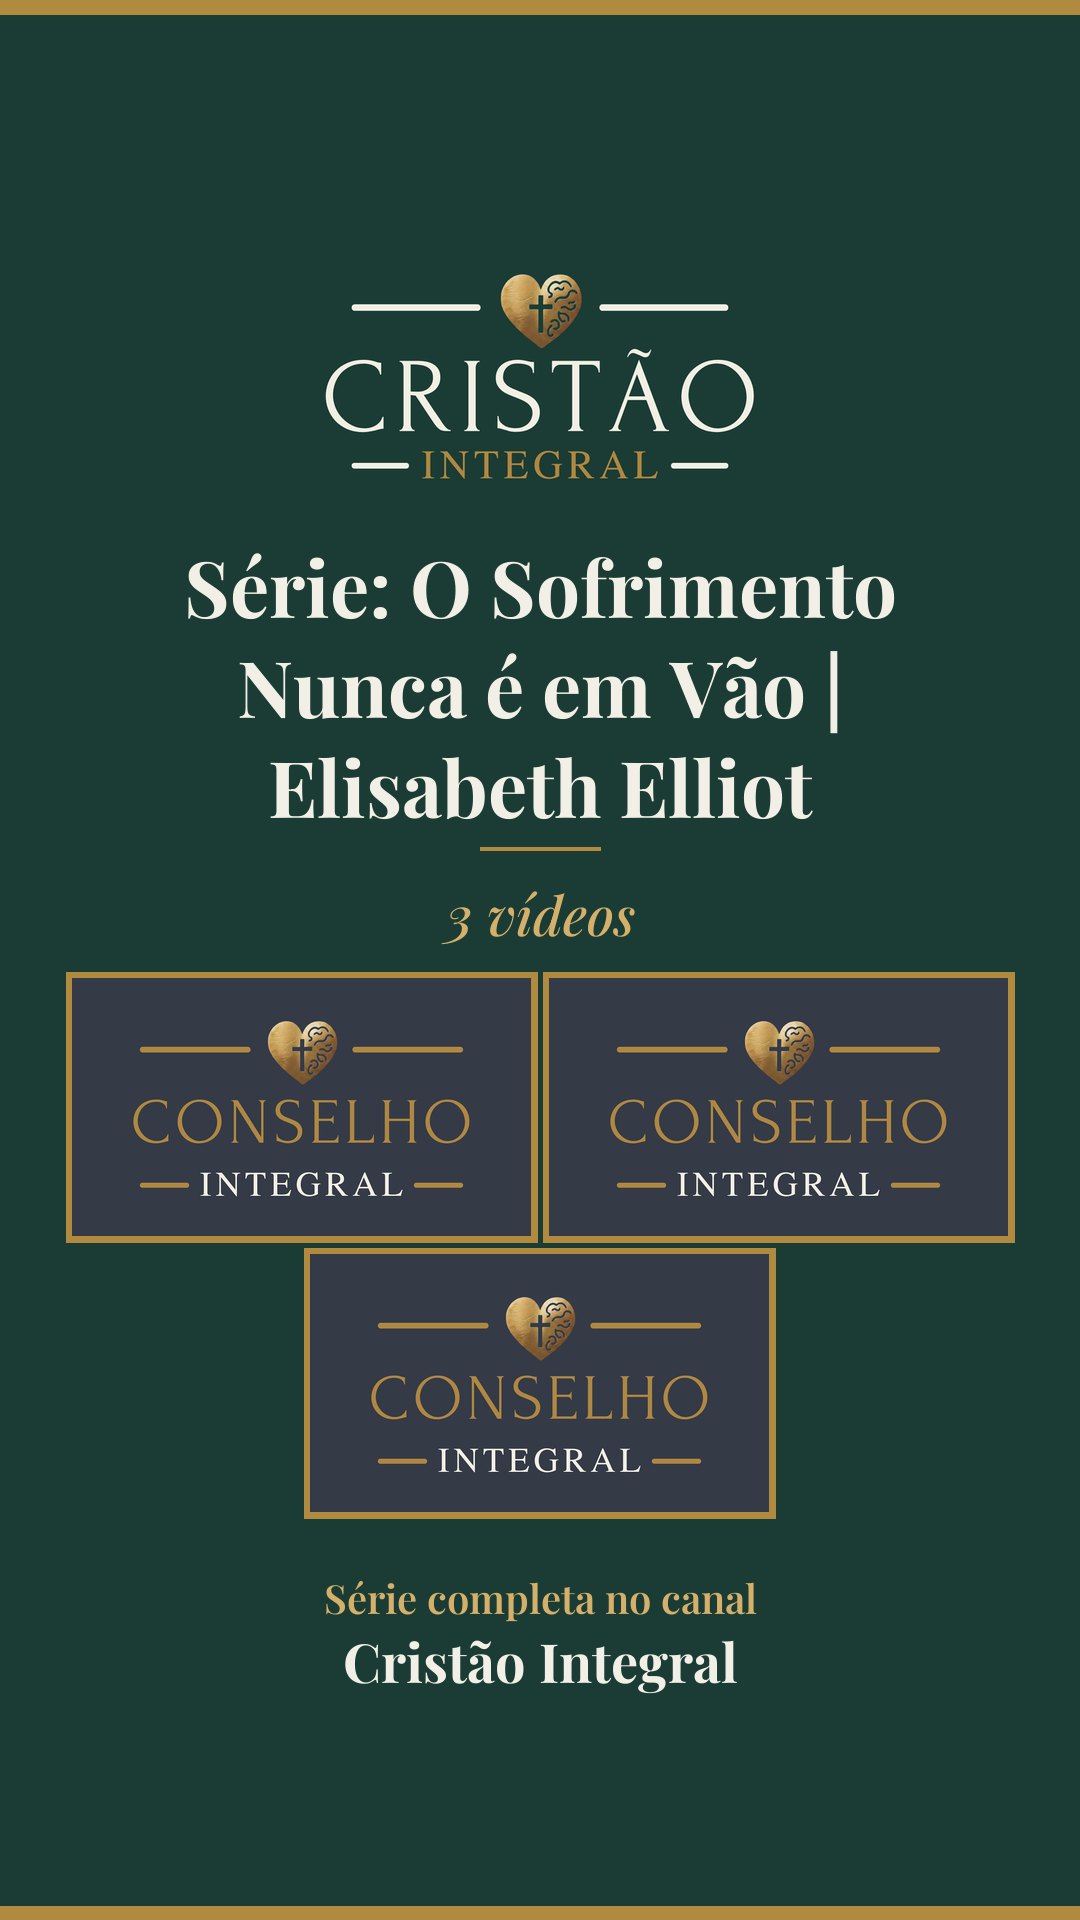 CRISTÃO
INTEGRAL
Série: O Sofrimento
Nunca é em Vão |
Elisabeth Elliot
3 vídeos
CONSELHO
INTEGRAL
CONSELHO
INTEGRAL
CONSELHO
INTEGRAL
Série completa no canal
Cristão Integral